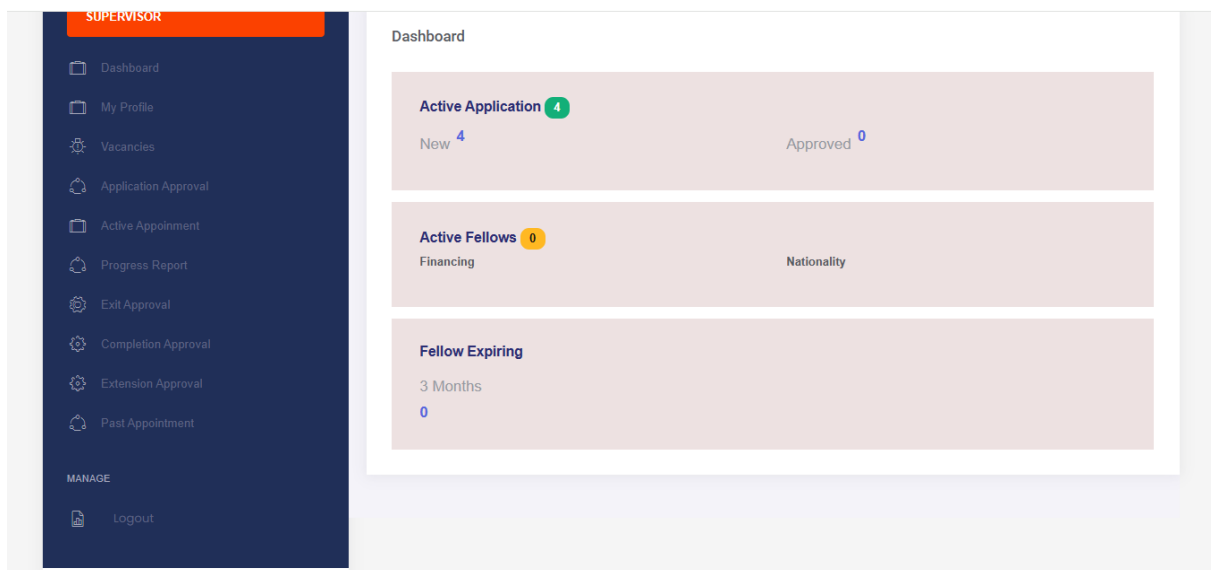 SUPERVISOR
Dashboard
My Profile
Vacancies
Application Approval
Active Appoinment
Progress Report
Exit Approval
Completion Approval
Extension Approval
Past Appointment
MANAGE
Logout
Dashboard
Active Application 4
New 4 Approved 0
Active Fellows 0
Financing Nationality
Fellow Expiring
3 Months
0